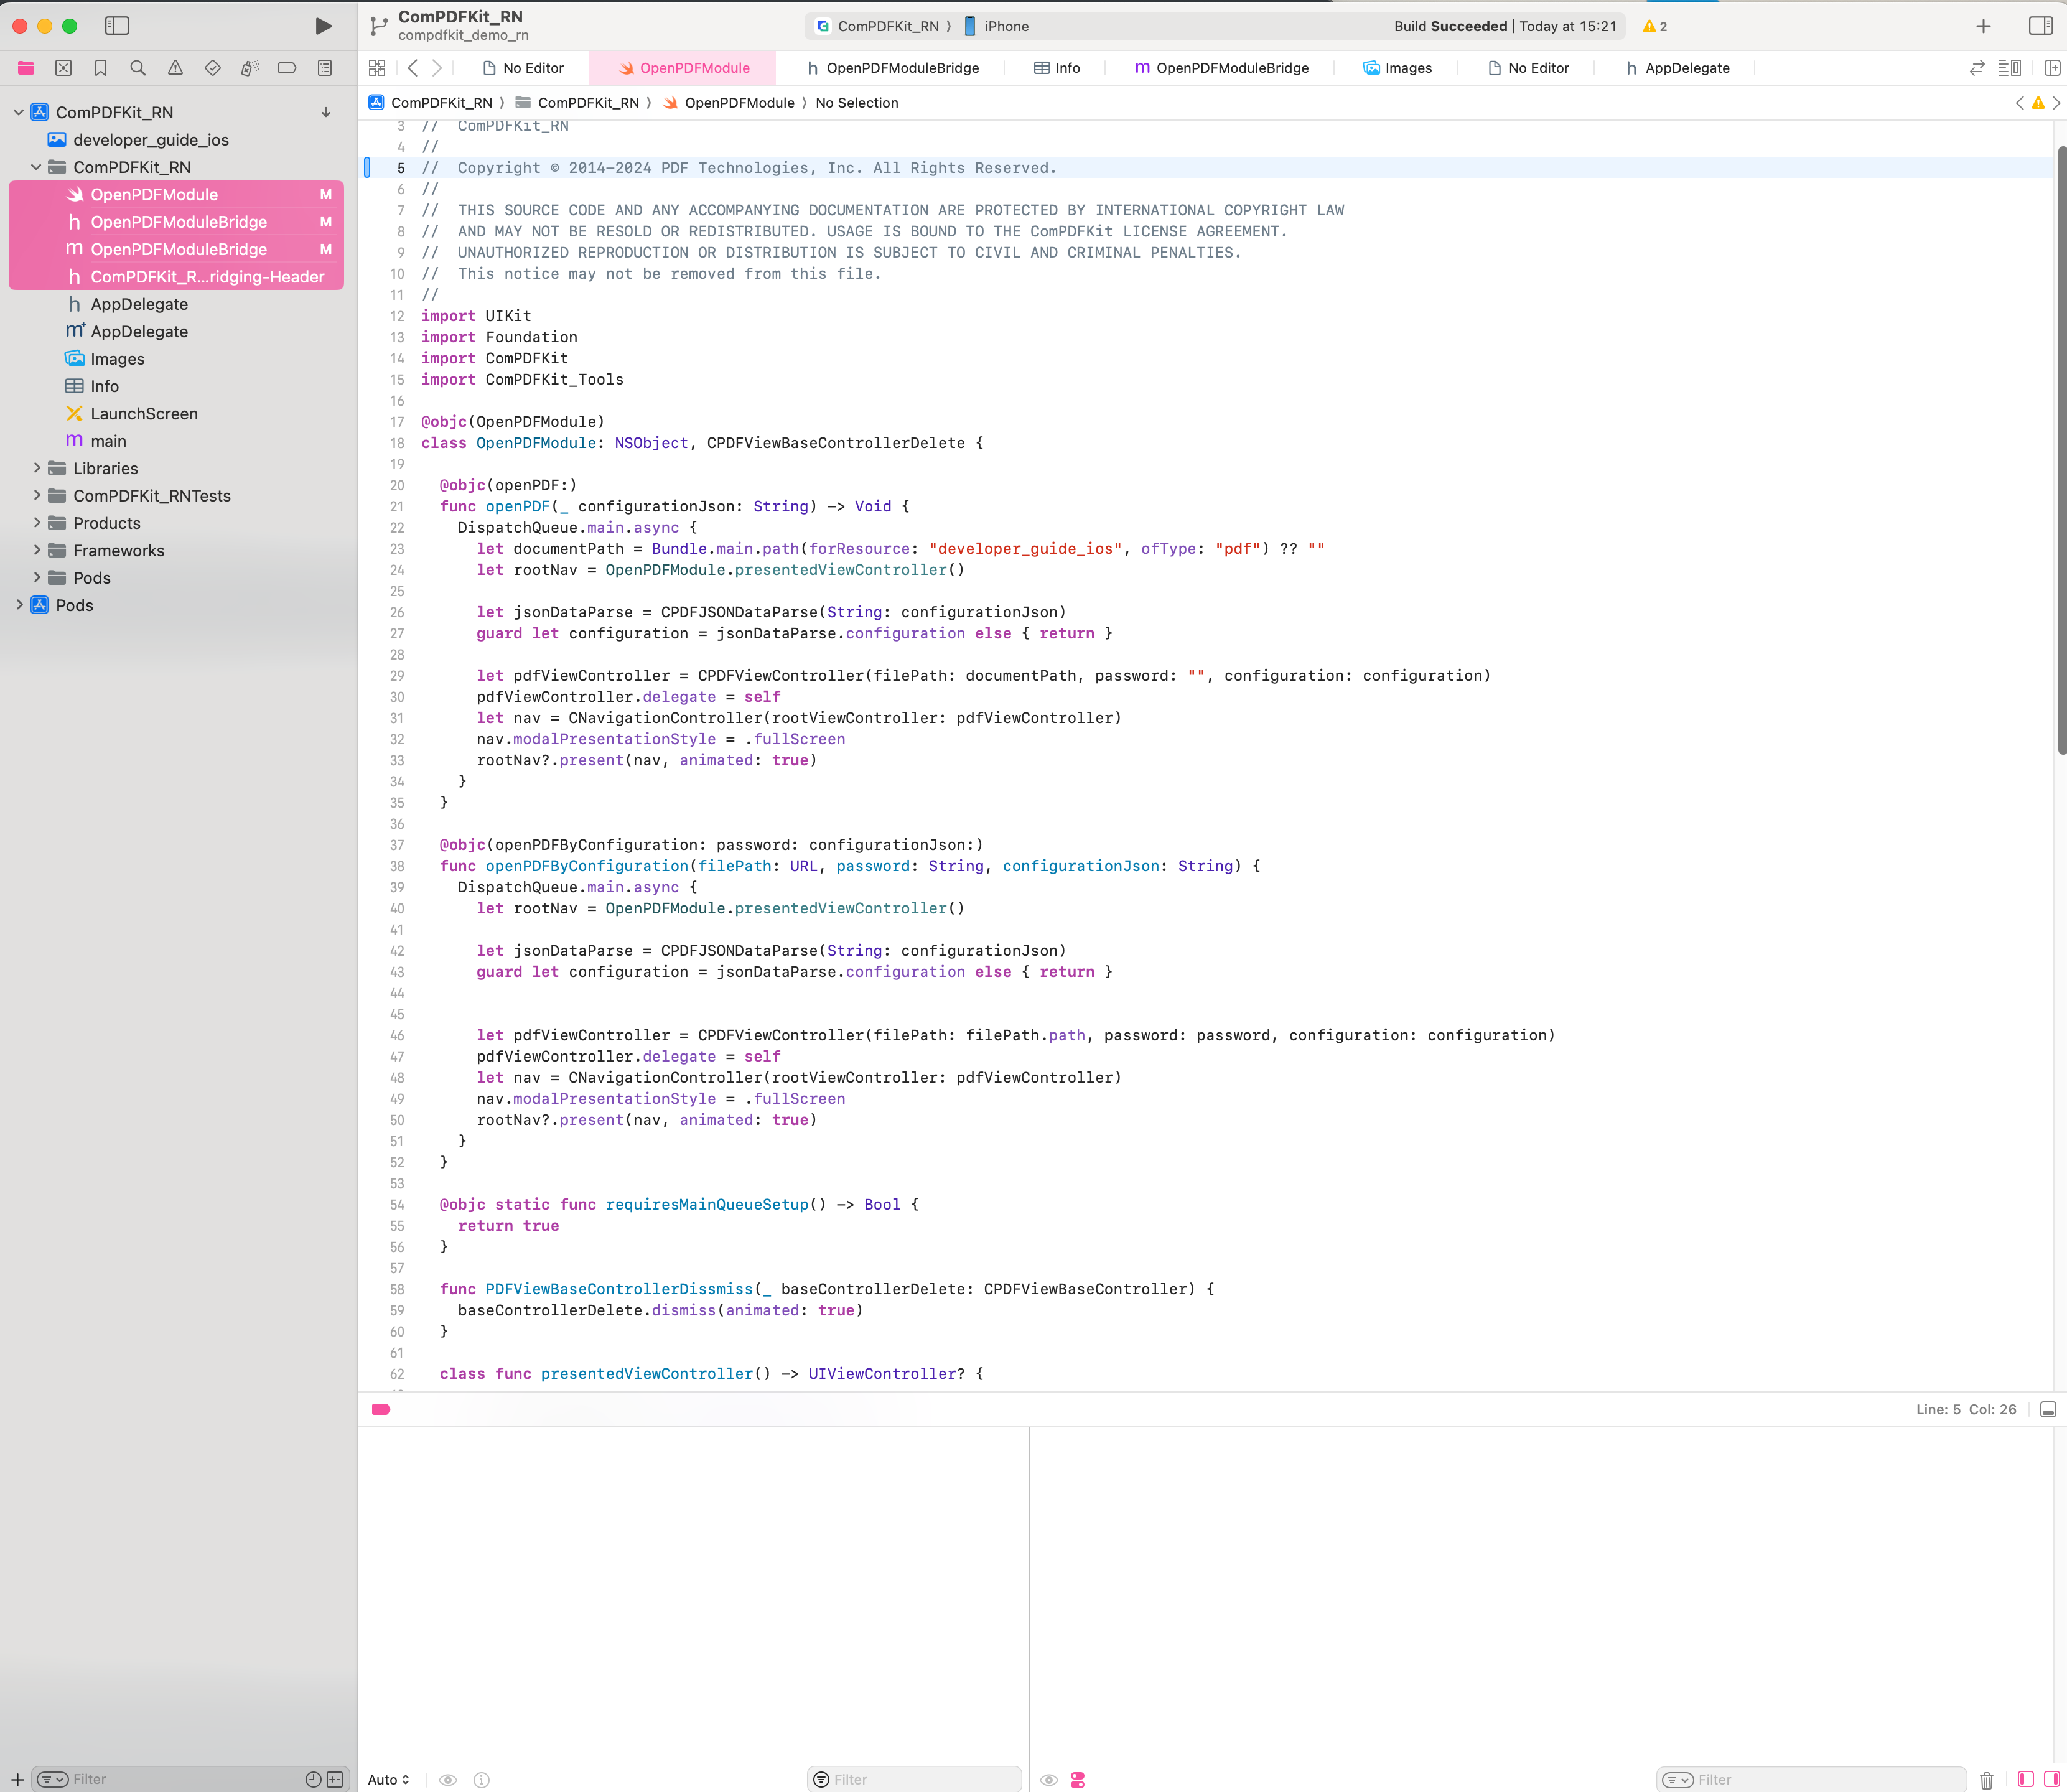 ComPDFKit_RN
compdfkit_demo_rn
ComPDFKit_RN ⟩ iPhone
Build Succeeded | Today at 15:21
2
No Editor
OpenPDFModule
h OpenPDFModuleBridge
Info
m OpenPDFModuleBridge
Images
No Editor
h AppDelegate
ComPDFKit_RN ⟩ ComPDFKit_RN ⟩ OpenPDFModule ⟩ No Selection
ComPDFKit_RN
developer_guide_ios
ComPDFKit_RN
OpenPDFModule M
h OpenPDFModuleBridge M
m OpenPDFModuleBridge M
h ComPDFKit_R...ridging-Header
h AppDelegate
m+ AppDelegate
Images
Info
LaunchScreen
m main
Libraries
ComPDFKit_RNTests
Products
Frameworks
Pods
Pods
3 //  ComPDFKit_RN
4 //
5 //  Copyright © 2014–2024 PDF Technologies, Inc. All Rights Reserved.
6 //
7 //  THIS SOURCE CODE AND ANY ACCOMPANYING DOCUMENTATION ARE PROTECTED BY INTERNATIONAL COPYRIGHT LAW
8 //  AND MAY NOT BE RESOLD OR REDISTRIBUTED. USAGE IS BOUND TO THE ComPDFKit LICENSE AGREEMENT.
9 //  UNAUTHORIZED REPRODUCTION OR DISTRIBUTION IS SUBJECT TO CIVIL AND CRIMINAL PENALTIES.
10 //  This notice may not be removed from this file.
11 //
12 import UIKit
13 import Foundation
14 import ComPDFKit
15 import ComPDFKit_Tools
16
17 @objc(OpenPDFModule)
18 class OpenPDFModule: NSObject, CPDFViewBaseControllerDelete {
19
20   @objc(openPDF:)
21   func openPDF(_ configurationJson: String) -> Void {
22     DispatchQueue.main.async {
23       let documentPath = Bundle.main.path(forResource: "developer_guide_ios", ofType: "pdf") ?? ""
24       let rootNav = OpenPDFModule.presentedViewController()
25
26       let jsonDataParse = CPDFJSONDataParse(String: configurationJson)
27       guard let configuration = jsonDataParse.configuration else { return }
28
29       let pdfViewController = CPDFViewController(filePath: documentPath, password: "", configuration: configuration)
30       pdfViewController.delegate = self
31       let nav = CNavigationController(rootViewController: pdfViewController)
32       nav.modalPresentationStyle = .fullScreen
33       rootNav?.present(nav, animated: true)
34     }
35   }
36
37   @objc(openPDFByConfiguration: password: configurationJson:)
38   func openPDFByConfiguration(filePath: URL, password: String, configurationJson: String) {
39     DispatchQueue.main.async {
40       let rootNav = OpenPDFModule.presentedViewController()
41
42       let jsonDataParse = CPDFJSONDataParse(String: configurationJson)
43       guard let configuration = jsonDataParse.configuration else { return }
44
45
46       let pdfViewController = CPDFViewController(filePath: filePath.path, password: password, configuration: configuration)
47       pdfViewController.delegate = self
48       let nav = CNavigationController(rootViewController: pdfViewController)
49       nav.modalPresentationStyle = .fullScreen
50       rootNav?.present(nav, animated: true)
51     }
52   }
53
54   @objc static func requiresMainQueueSetup() -> Bool {
55     return true
56   }
57
58   func PDFViewBaseControllerDissmiss(_ baseControllerDelete: CPDFViewBaseController) {
59     baseControllerDelete.dismiss(animated: true)
60   }
61
62   class func presentedViewController() -> UIViewController? {
Line: 5 Col: 26
Filter
Auto
Filter
Filter